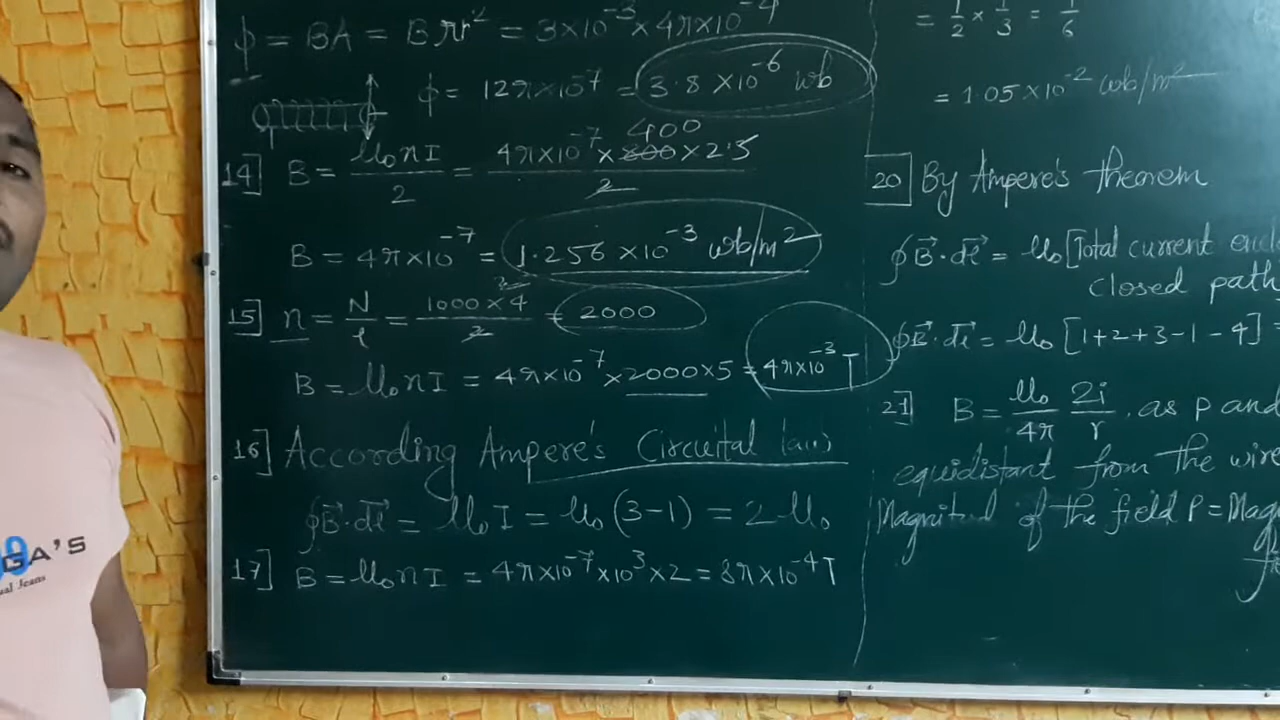 ϕ = BA = Bπr² = 3×10⁻³×4π×10⁻⁴
ϕ = 12π×10⁻⁷ = 3.8×10⁻⁶ wb
14] B = μ₀nI/2 = 4π×10⁻⁷×800×2.5/2
400
B = 4π×10⁻⁷ = 1.256×10⁻³ wb/m²
15] n = N/l = 1000×4/2 = 2000
2
B = μ₀nI = 4π×10⁻⁷×2000×5 = 4π×10⁻³ T
16] According Ampere's Circuital law
∮B⃗·dl⃗ = μ₀I = μ₀(3-1) = 2μ₀
17] B = μ₀nI = 4π×10⁻⁷×10³×2 = 8π×10⁻⁴T
= 1/2 × 1/3 = 1/6
= 1.05×10⁻² wb/m²
20] By Ampere's theorem
∮B⃗·dl⃗ = μ₀[Total current
closed path
∮B⃗·dl⃗ = μ₀[1+2+3-1-4] =
21] B = μ₀/4π 2i/r, as P and
equidistant from the wire
of the field P =
GA'S
Jeans